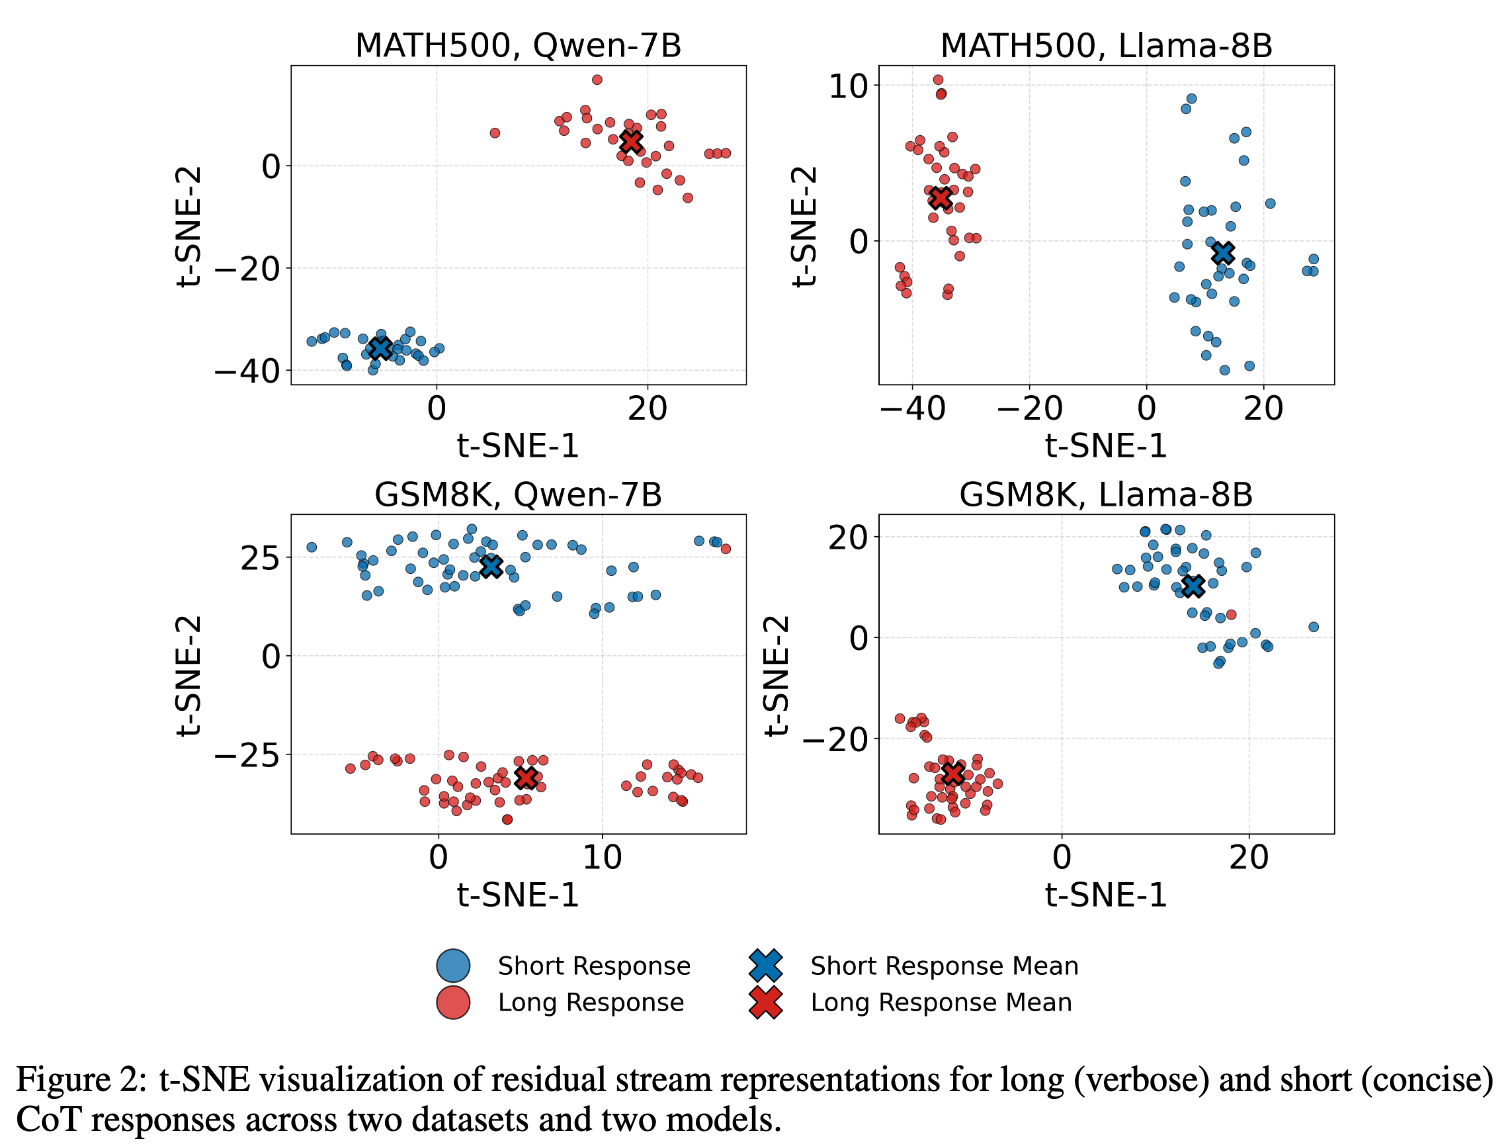 MATH500, Qwen-7B
0
−20
−40
t-SNE-2
0
20
t-SNE-1
MATH500, Llama-8B
10
0
t-SNE-2
−40
−20
0
20
t-SNE-1
GSM8K, Qwen-7B
25
0
−25
t-SNE-2
0
10
t-SNE-1
GSM8K, Llama-8B
20
0
−20
t-SNE-2
0
20
t-SNE-1
Short Response
Long Response
Short Response Mean
Long Response Mean
Figure 2: t-SNE visualization of residual stream representations for long (verbose) and short (concise)
CoT responses across two datasets and two models.